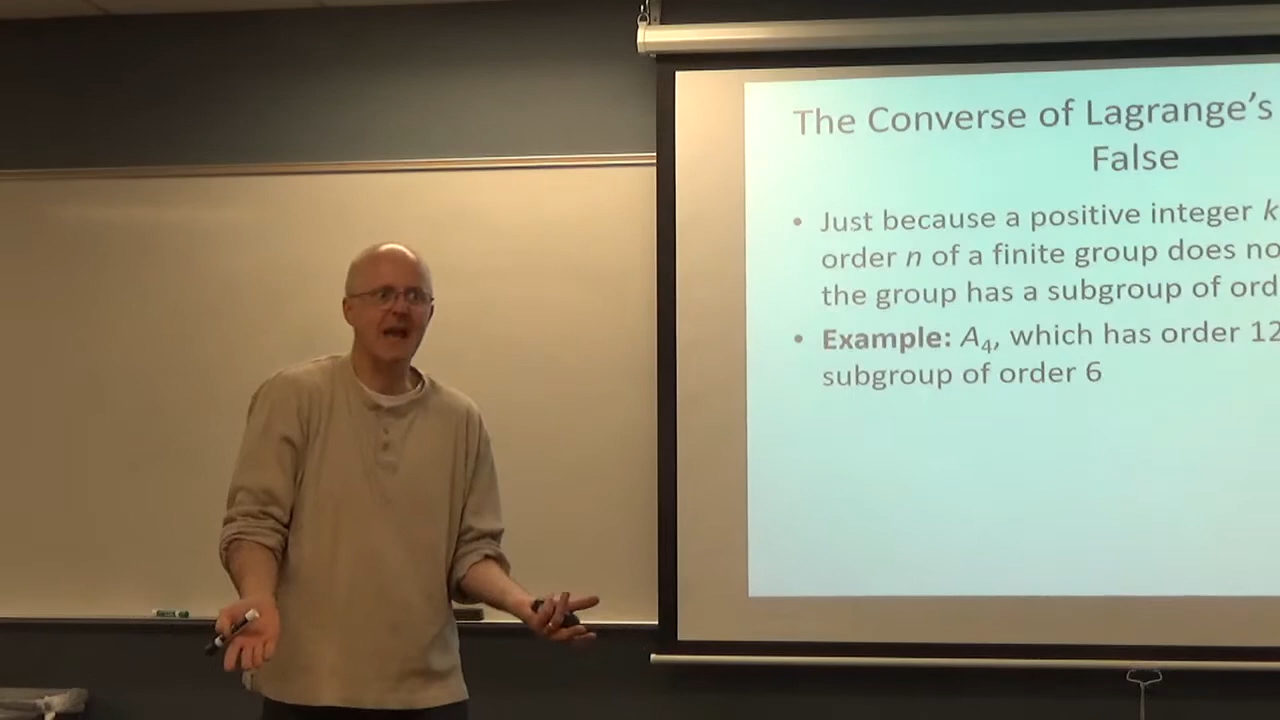 The Converse of Lagrange's
False
• Just because a positive integer k
order n of a finite group does no
the group has a subgroup of ord
• Example: A₄, which has order 12
subgroup of order 6